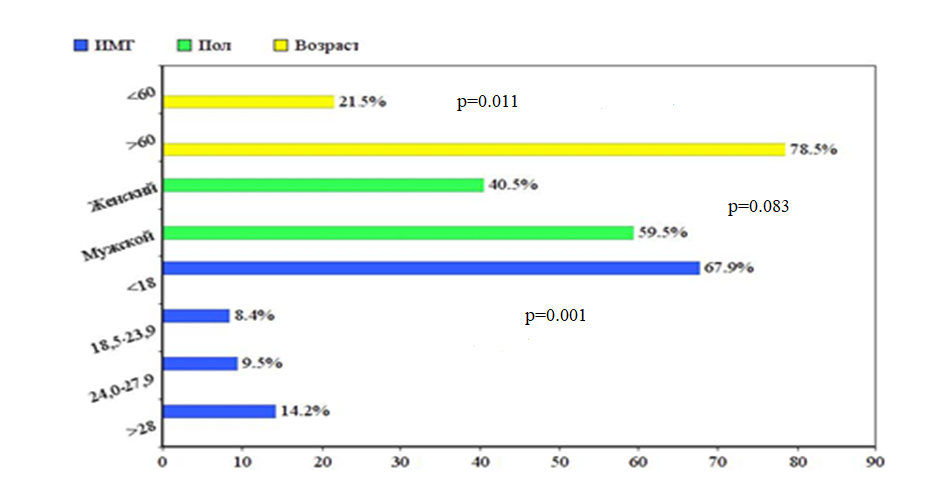 ИМТ Пол Возраст
<60 21.5% p=0.011
>60 78.5%
Женский 40.5%
p=0.083
Мужской 59.5%
<18 67.9%
18,5-23,9 8.4% p=0.001
24,0-27,9 9.5%
>28 14.2%
0 10 20 30 40 50 60 70 80 90